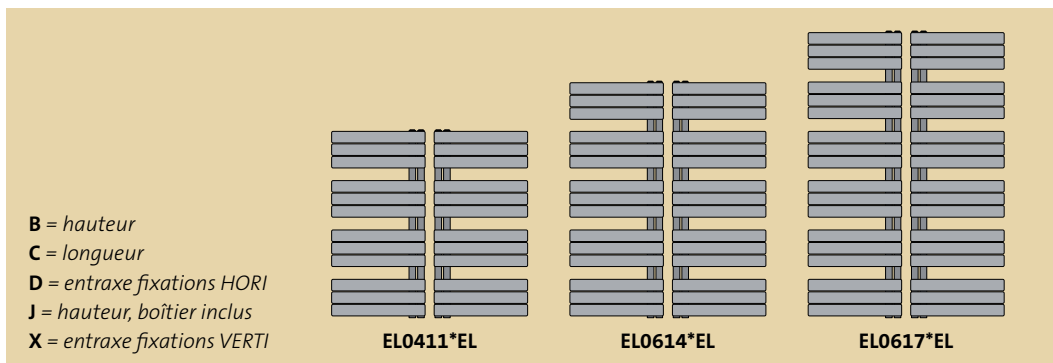 B = hauteur
C = longueur
D = entraxe fixations HORI
J = hauteur, boîtier inclus
X = entraxe fixations VERTI
EL0411*EL
EL0614*EL
EL0617*EL